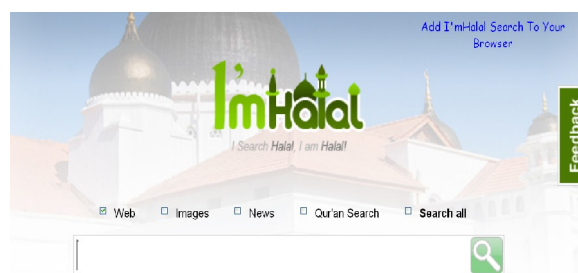 Add I'mHalal Search To Your
Browser
I'mHalal
I Search Halal, I am Halal!
Feedback
Web Images News Qur'an Search Search all